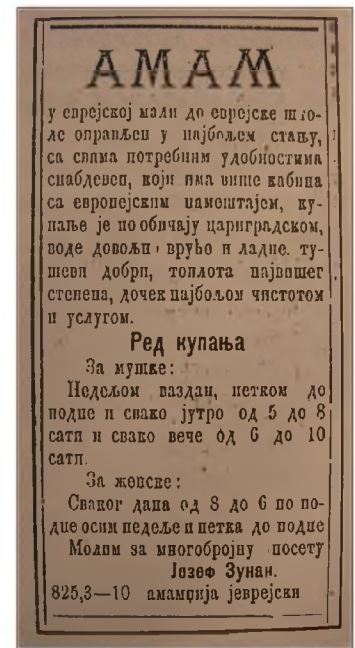 АМАМ
у еврејској мали до еврејске шко-
ле оправљен у најбољем стању,
са свима потребним удобностима
снабдевен, који има више кабина
са европејским намештајем, ку-
пање је по обичају цариградском,
воде довољн врућо и ладне. ту-
шеви добри, топлота највишег
степена, дочек најбољом чистотом
и услугом.
Ред купања
За мушке:
Недељом ваздан, петком до
подне и свако јутро од 5 до 8
сати и свако вече од 6 до 10
сати.
За женске:
Сваког дана од 8 до 6 по по-
дне осим недеље и петка до подне
Молим за многобројну посету
Јозеф Зунан.
825,3—10 амамџија јеврејски